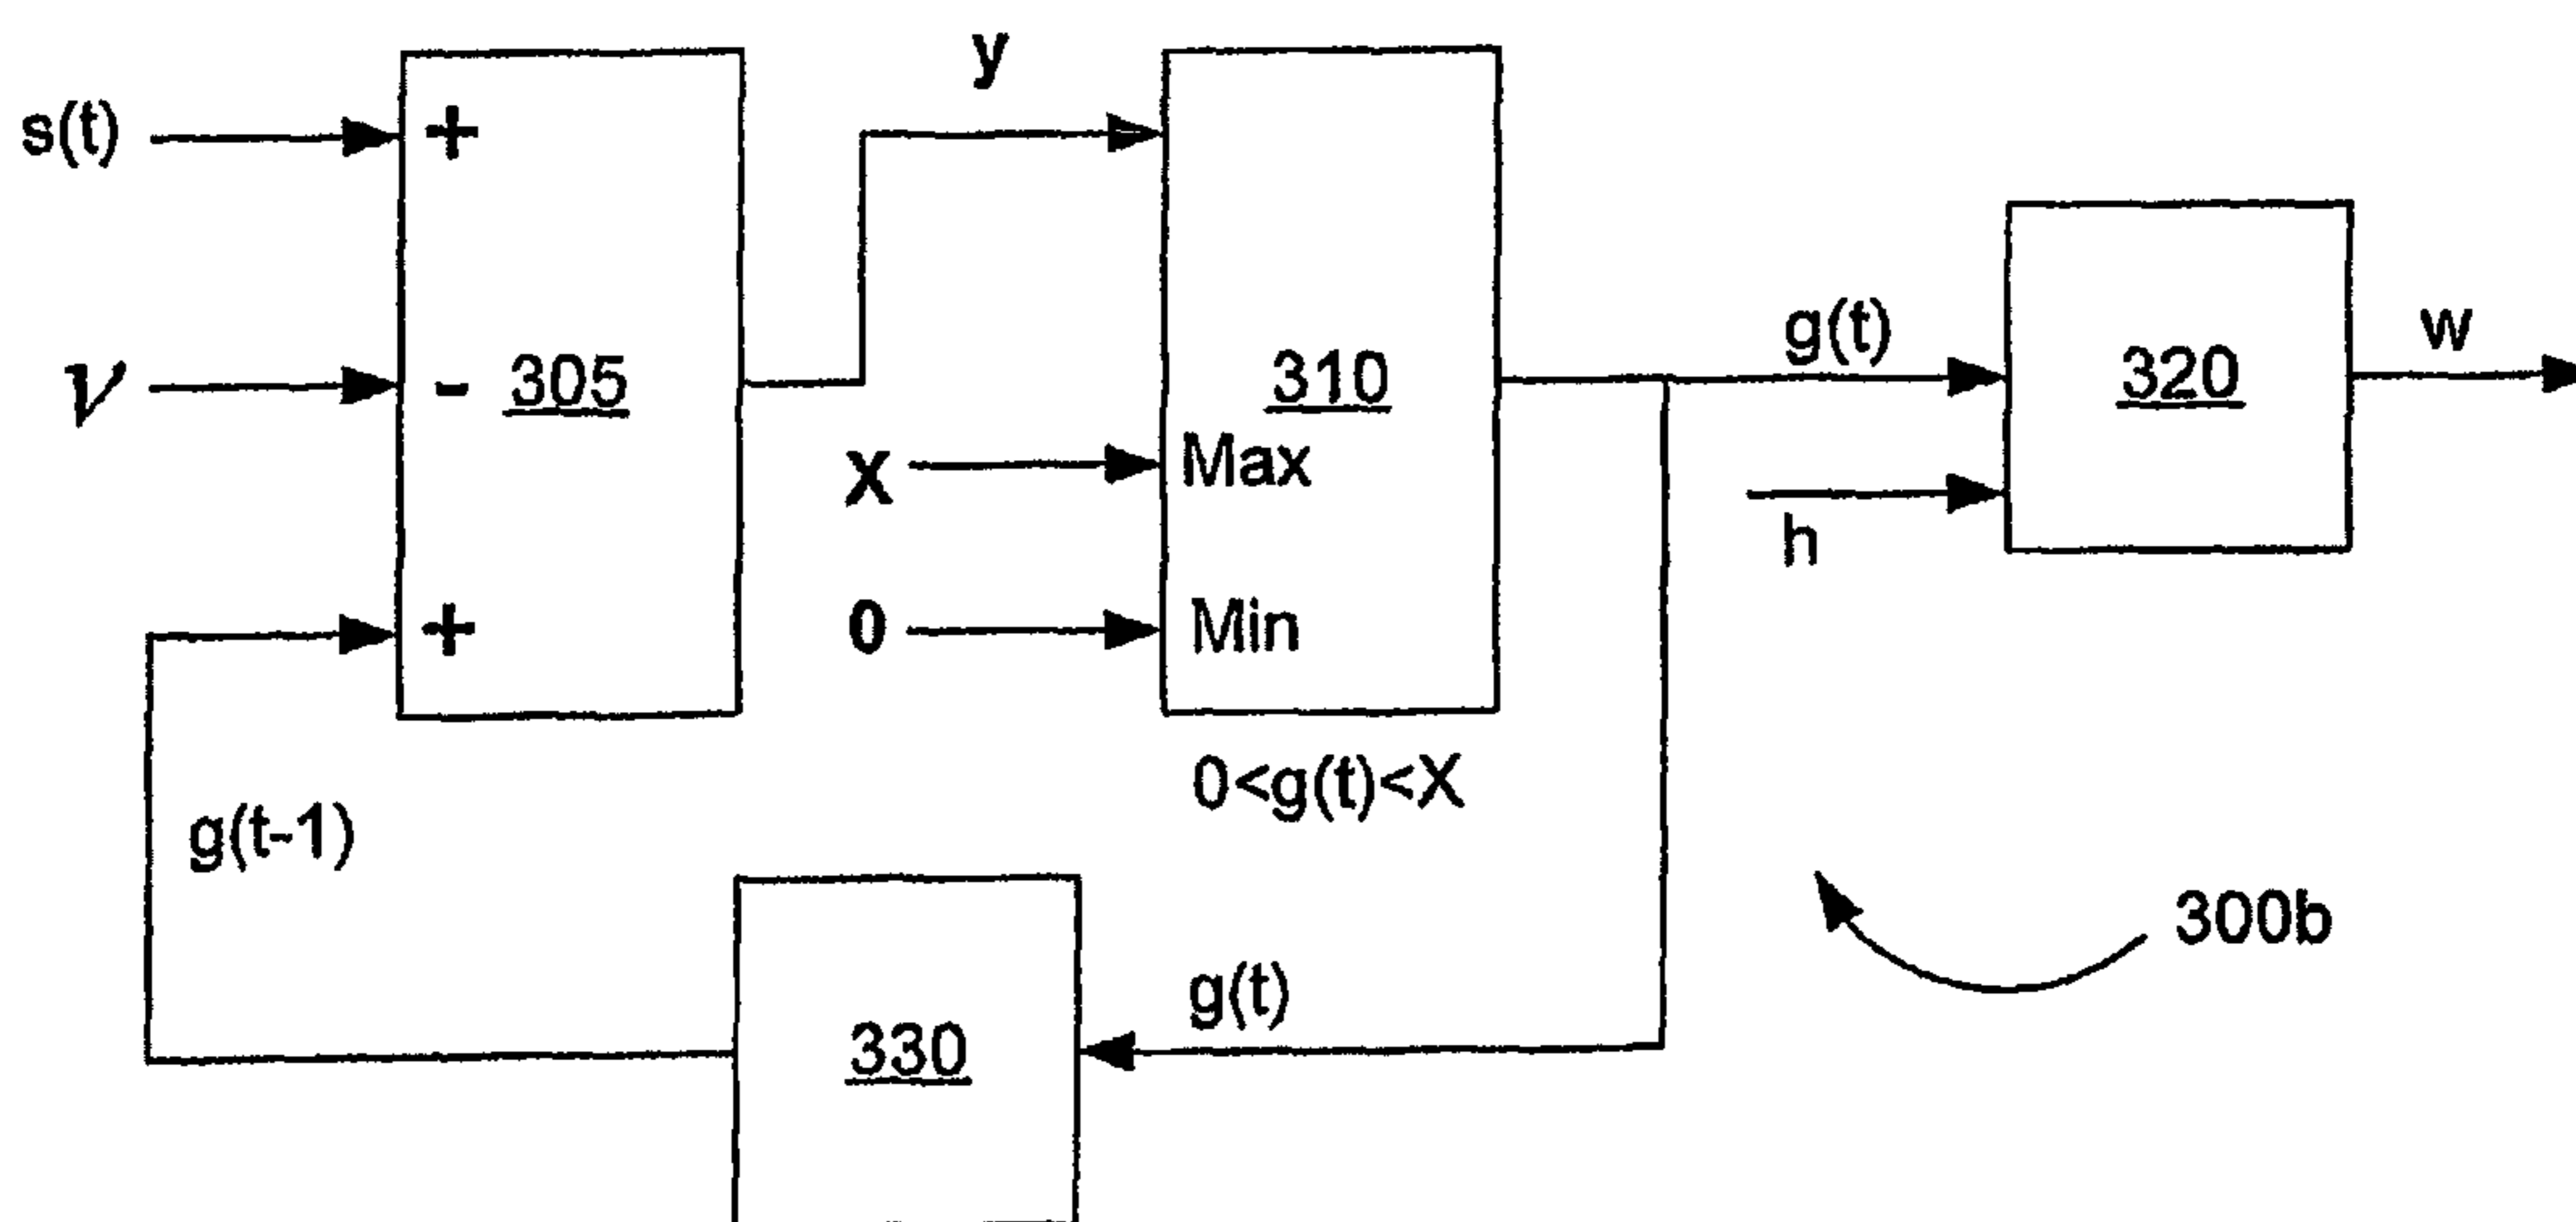 y
s(t)
+
ν
-
305
+
X
Max
0
Min
310
0<g(t)<X
g(t)
h
320
w
g(t-1)
330
g(t)
300b